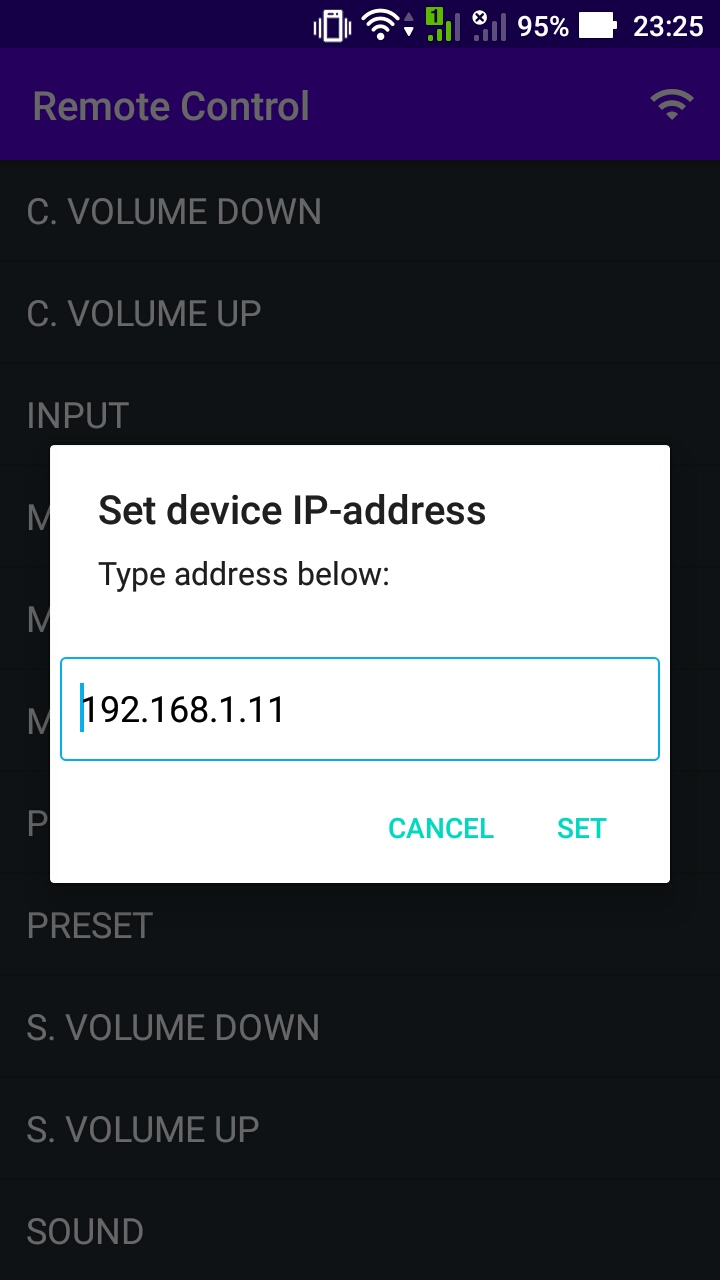 1
95%
23:25
Remote Control
C. VOLUME DOWN
C. VOLUME UP
INPUT
M
Set device IP-address
M
Type address below:
M
192.168.1.11
P
CANCEL
SET
PRESET
S. VOLUME DOWN
S. VOLUME UP
SOUND